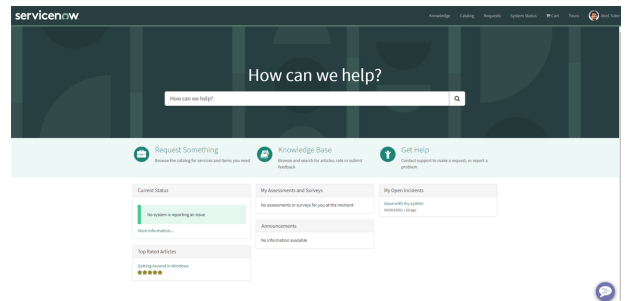 servicenow
Knowledge Catalog Requests System Status Cart Tours Abel Tuter
How can we help?
How can we help?
Request Something
Browse the catalog for services and items you need
Knowledge Base
Browse and search for articles, rate or submit feedback
Get Help
Contact support to make a request, or report a problem
Current Status
No system is reporting an issue
More information...
Top Rated Articles
Getting Around in Windows
My Assessments and Surveys
No assessments or surveys for you at the moment
Announcements
No information available
My Open Incidents
Issue with my system